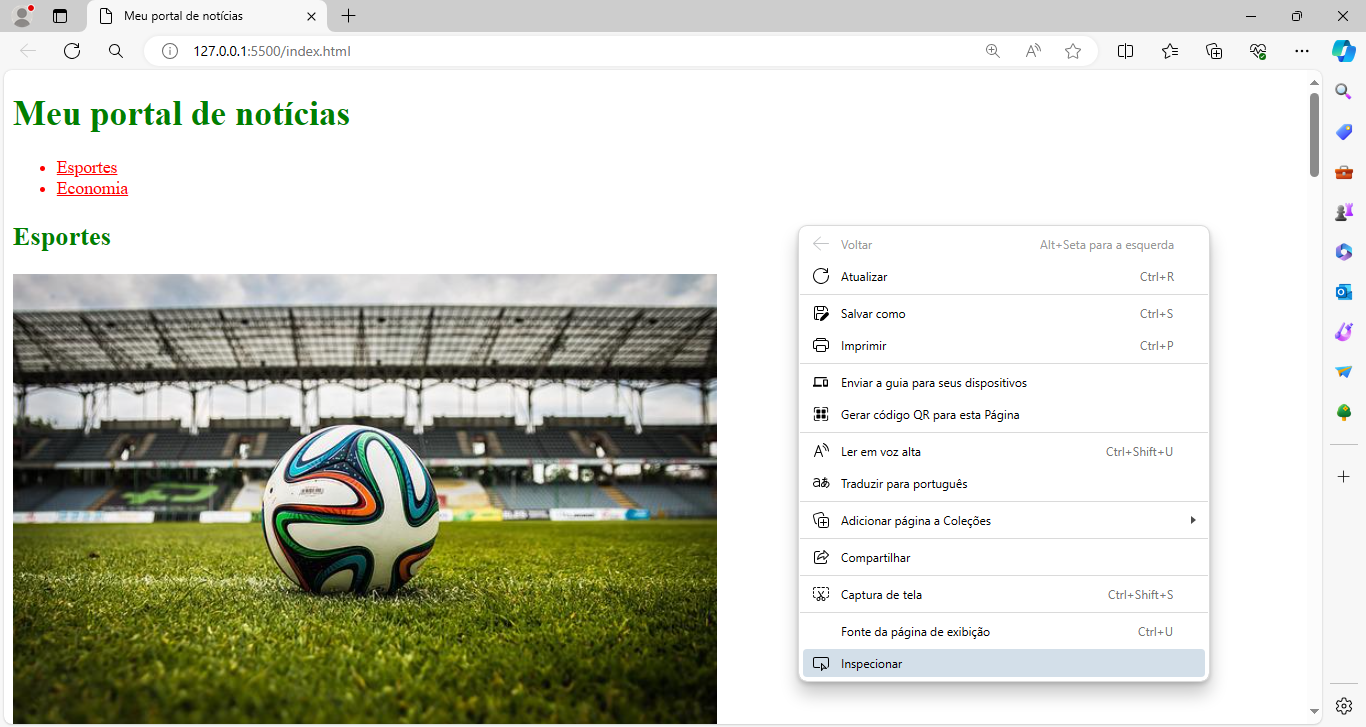 Meu portal de notícias
127.0.0.1:5500/index.html
Meu portal de notícias
Esportes
Economia
Esportes
Voltar Alt+Seta para a esquerda
Atualizar Ctrl+R
Salvar como Ctrl+S
Imprimir Ctrl+P
Enviar a guia para seus dispositivos
Gerar código QR para esta Página
Ler em voz alta Ctrl+Shift+U
Traduzir para português
Adicionar página a Coleções
Compartilhar
Captura de tela Ctrl+Shift+S
Fonte da página de exibição Ctrl+U
Inspecionar